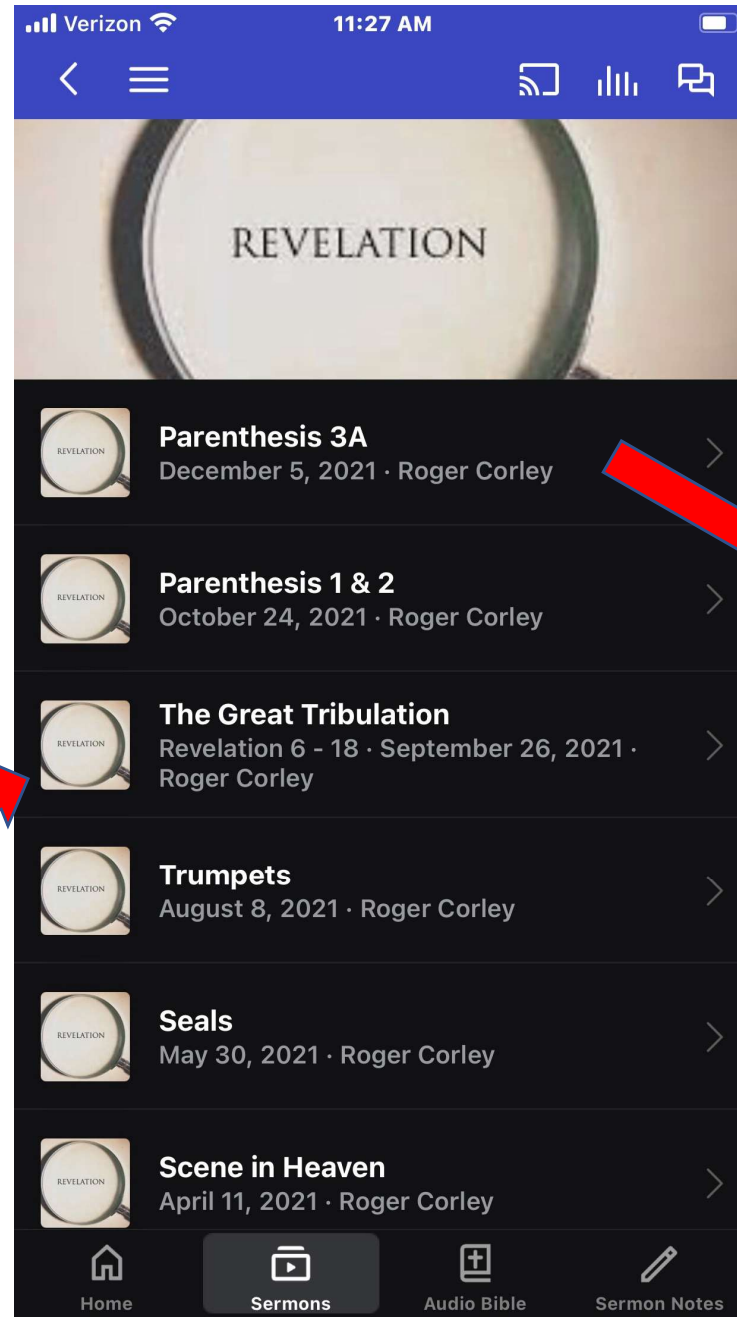 Verizon 11:27 AM
REVELATION
REVELATION
Parenthesis 3A
December 5, 2021 · Roger Corley
REVELATION
Parenthesis 1 & 2
October 24, 2021 · Roger Corley
REVELATION
The Great Tribulation
Revelation 6 - 18 · September 26, 2021 ·
Roger Corley
REVELATION
Trumpets
August 8, 2021 · Roger Corley
REVELATION
Seals
May 30, 2021 · Roger Corley
REVELATION
Scene in Heaven
April 11, 2021 · Roger Corley
Home Sermons Audio Bible Sermon Notes